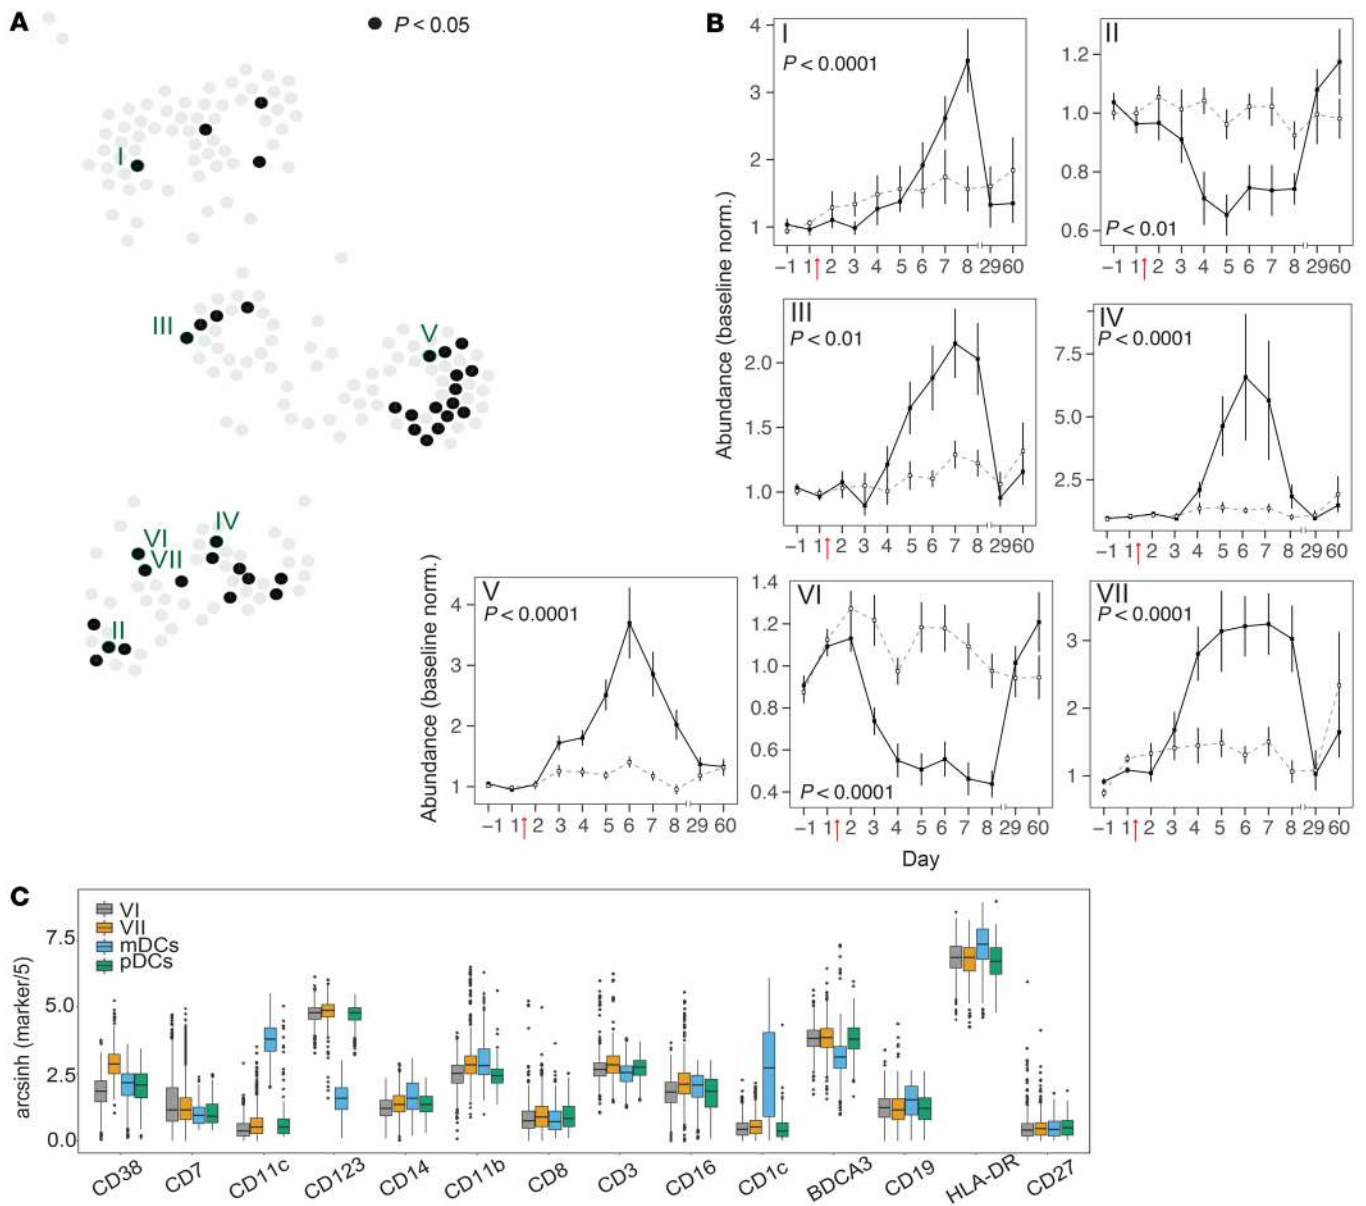 A
P < 0.05
I
III
V
IV
VI
VII
II
B
Abundance (baseline norm.)
I
P < 0.0001
4
3
2
1
−1 1 2 3 4 5 6 7 8 29 60
II
P < 0.01
1.2
1.0
0.8
0.6
−1 1 2 3 4 5 6 7 8 29 60
III
P < 0.01
2.0
1.5
1.0
−1 1 2 3 4 5 6 7 8 29 60
IV
P < 0.0001
7.5
5.0
2.5
−1 1 2 3 4 5 6 7 8 29 60
Abundance (baseline norm.)
V
P < 0.0001
4
3
2
1
−1 1 2 3 4 5 6 7 8 29 60
VI
P < 0.0001
1.4
1.2
1.0
0.8
0.6
0.4
−1 1 2 3 4 5 6 7 8 29 60
VII
P < 0.0001
3
2
1
−1 1 2 3 4 5 6 7 8 29 60
Day
C
arcsinh (marker/5)
VI
VII
mDCs
pDCs
7.5
5.0
2.5
0.0
CD38 CD7 CD11c CD123 CD14 CD11b CD8 CD3 CD16 CD1c BDCA3 CD19 HLA-DR CD27